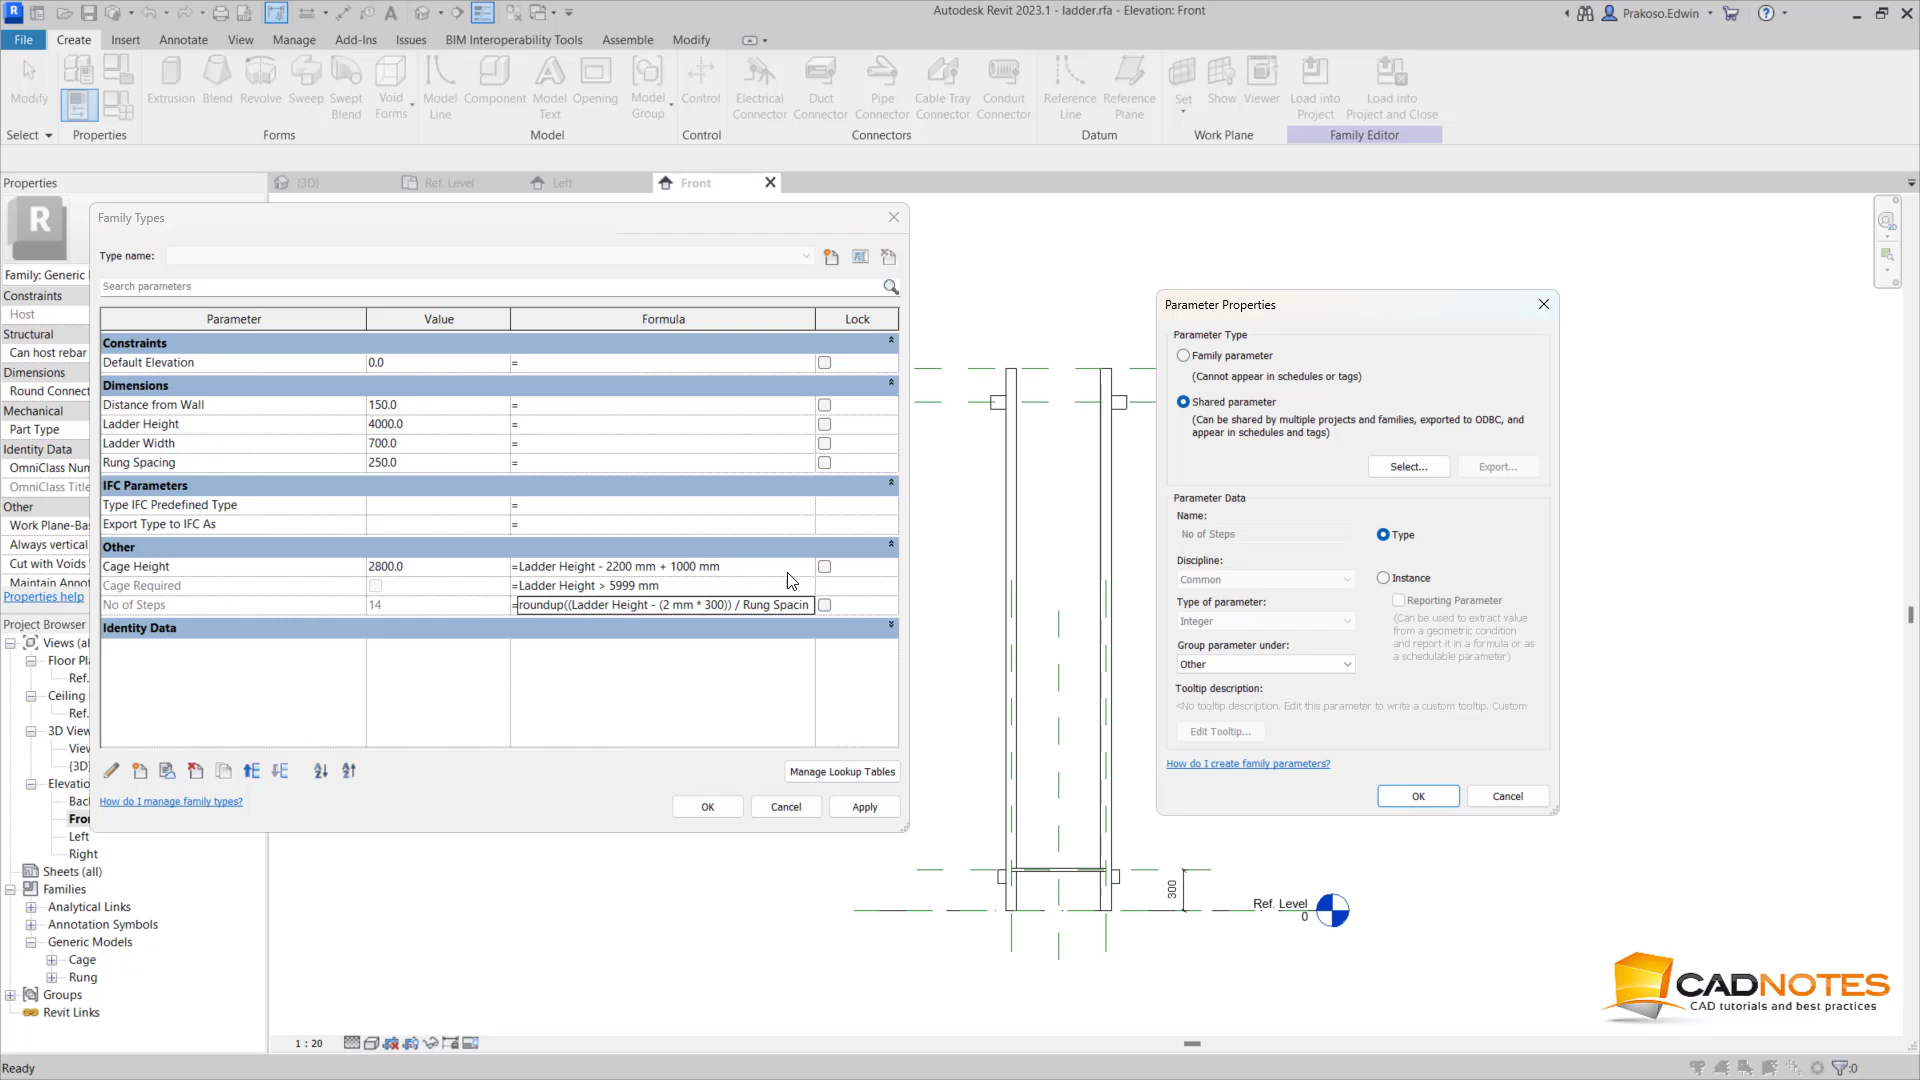 Autodesk Revit 2023.1 - ladder.rfa - Elevation: Front
Prakoso.Edwin
File Create Insert Annotate View Manage Add-Ins Issues BIM Interoperability Tools Assemble Modify
Modify
Extrusion Blend Revolve Sweep Swept Blend Void Forms
Model Line Component Model Text Opening Model Group
Control
Electrical Connector Duct Connector Pipe Connector Cable Tray Connector Conduit Connector
Reference Line Reference Plane
Set Show Viewer
Load into Project Load into Project and Close
Select Properties Forms Model Control Connectors Datum Work Plane Family Editor
Properties
{3D} Ref. Level Left Front
R
Family: Generic
Constraints
Host
Structural
Can host rebar
Dimensions
Round Connect
Mechanical
Part Type
Identity Data
OmniClass Num
OmniClass Title
Other
Work Plane-Bas
Always vertical
Cut with Voids
Maintain Annot
Properties help
Project Browser
Views (al
Floor Pl
Ref.
Ceiling
Ref.
3D View
View
{3D}
Elevatio
Back
Fro
Left
Right
Sheets (all)
Families
Analytical Links
Annotation Symbols
Generic Models
Cage
Rung
Groups
Revit Links
Family Types
Type name:
Search parameters
Parameter Value Formula Lock
Constraints
Default Elevation 0.0 =
Dimensions
Distance from Wall 150.0 =
Ladder Height 4000.0 =
Ladder Width 700.0 =
Rung Spacing 250.0 =
IFC Parameters
Type IFC Predefined Type =
Export Type to IFC As =
Other
Cage Height 2800.0 =Ladder Height - 2200 mm + 1000 mm
Cage Required =Ladder Height > 5999 mm
No of Steps 14 =roundup((Ladder Height - (2 mm * 300)) / Rung Spacin
Identity Data
Manage Lookup Tables
How do I manage family types?
OK Cancel Apply
Parameter Properties
Parameter Type
Family parameter
(Cannot appear in schedules or tags)
Shared parameter
(Can be shared by multiple projects and families, exported to ODBC, and
appear in schedules and tags)
Select... Export...
Parameter Data
Name:
No of Steps
Type
Discipline:
Common
Instance
Type of parameter:
Reporting Parameter
Integer
(Can be used to extract value
from a geometric condition
and report it in a formula or as
a schedulable parameter)
Group parameter under:
Other
Tooltip description:
<No tooltip description. Edit this parameter to write a custom tooltip. Custom
Edit Tooltip...
How do I create family parameters?
OK Cancel
300
Ref. Level
0
CADNOTES
CAD tutorials and best practices
1 : 20
Ready
:0